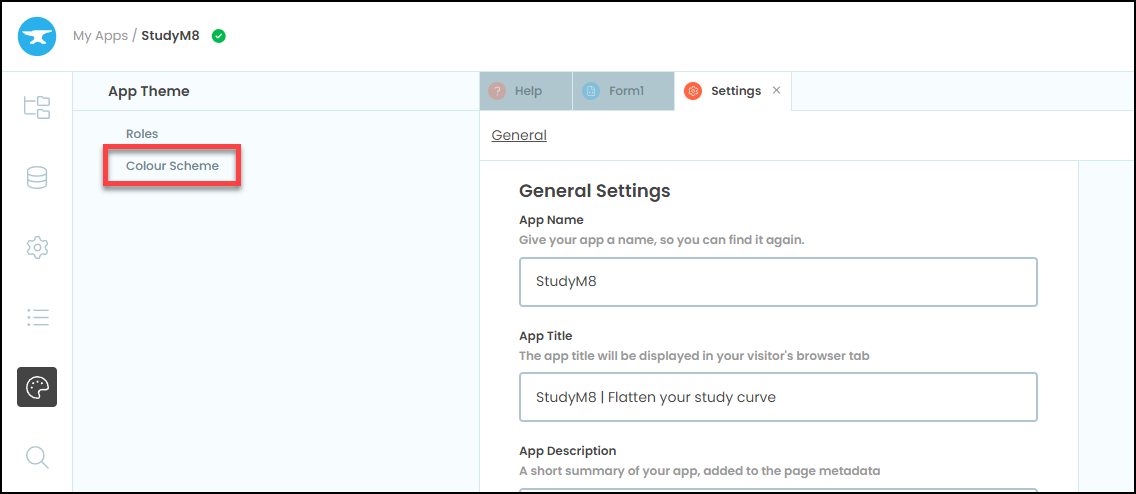 My Apps / StudyM8
App Theme
Roles
Colour Scheme
Help
Form1
Settings
General
General Settings
App Name
Give your app a name, so you can find it again.
StudyM8
App Title
The app title will be displayed in your visitor's browser tab
StudyM8 | Flatten your study curve
App Description
A short summary of your app, added to the page metadata